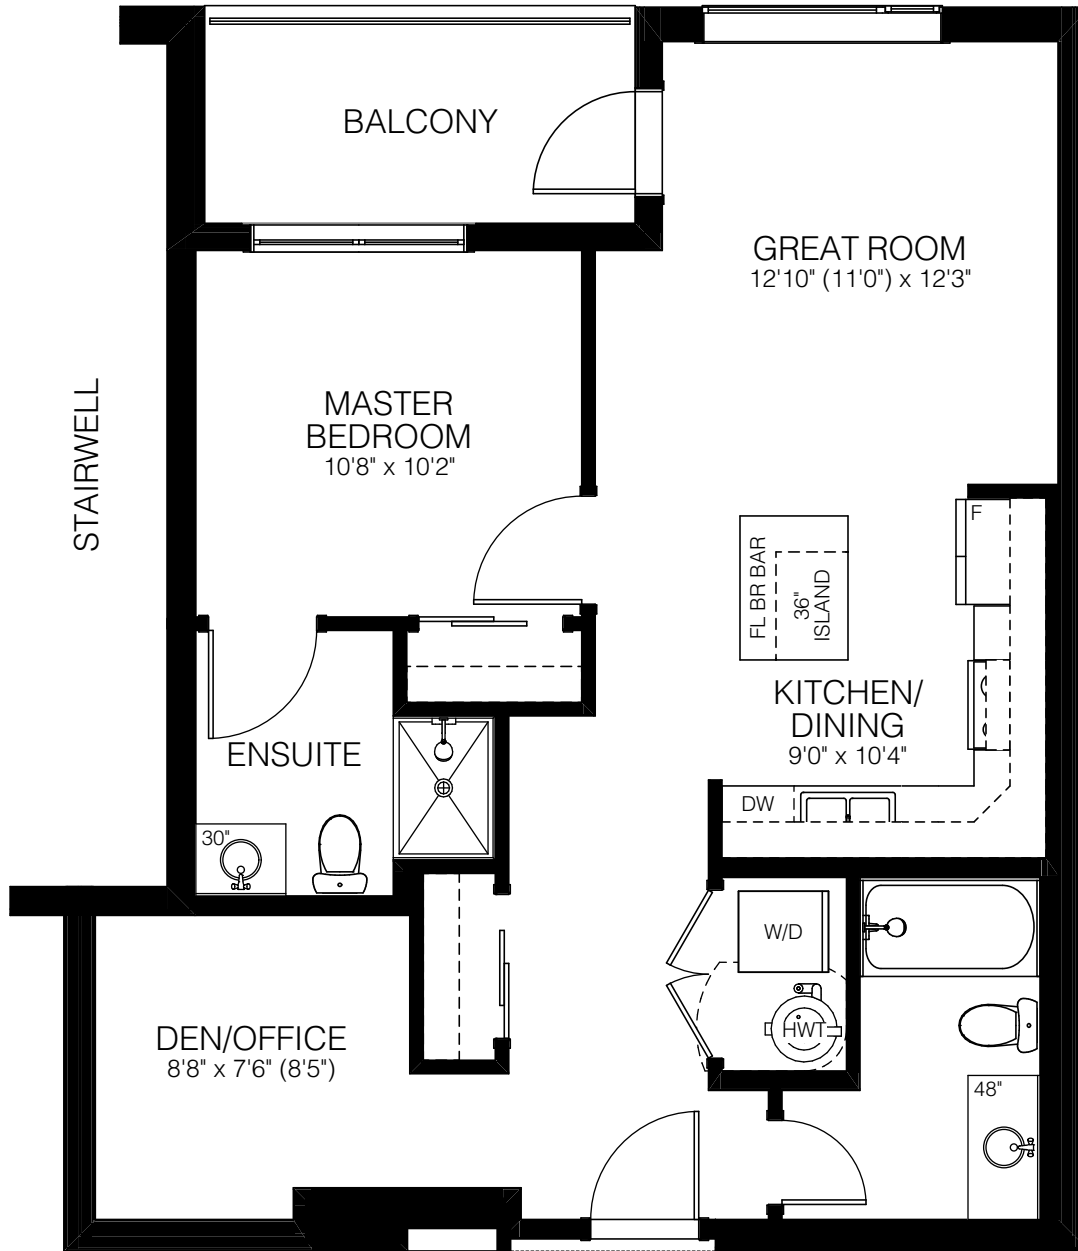 BALCONY
GREAT ROOM
12'10" (11'0") x 12'3"
STAIRWELL
MASTER
BEDROOM
10'8" x 10'2"
F
FL BR BAR
36"
ISLAND
KITCHEN/
DINING
9'0" x 10'4"
ENSUITE
DW
30"
W/D
HWT
DEN/OFFICE
8'8" x 7'6" (8'5")
48"